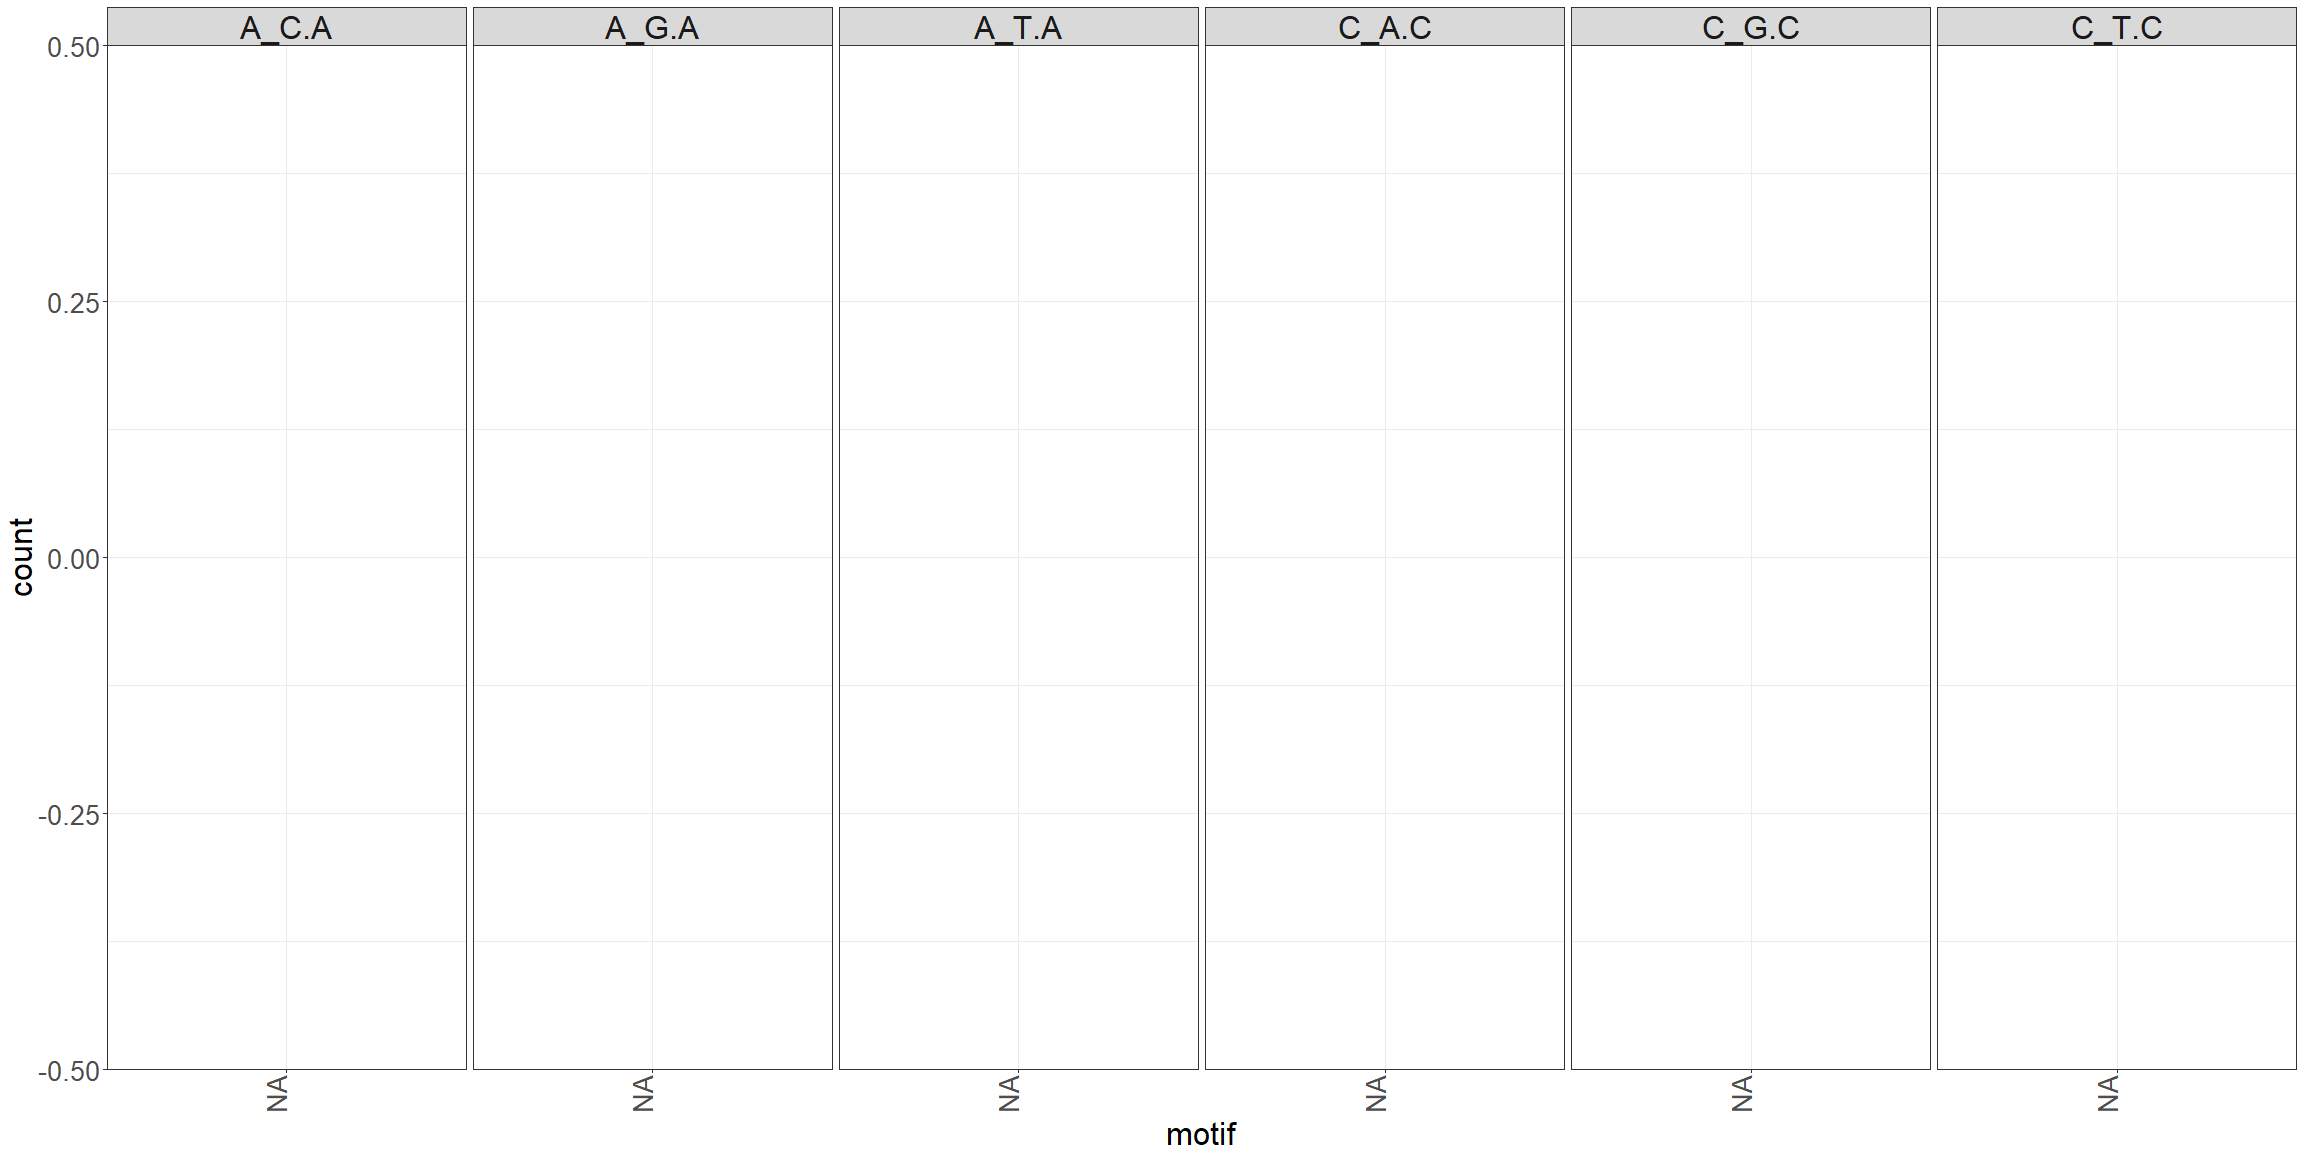 A_C.A A_G.A A_T.A C_A.C C_G.C C_T.C
0.50
0.25
0.00
-0.25
-0.50
count
NA NA NA NA NA NA
motif